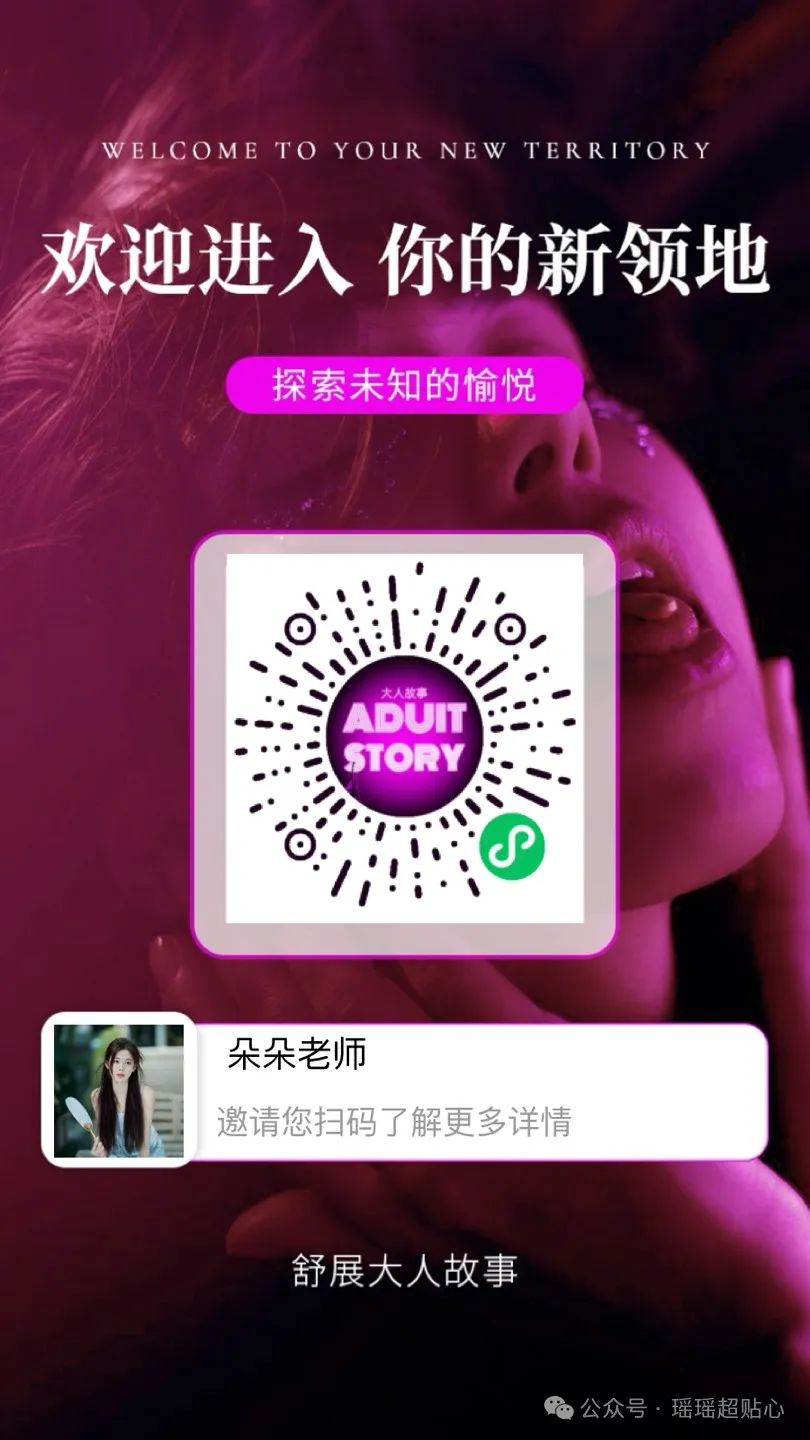 WELCOME TO YOUR NEW TERRITORY
欢迎进入 你的新领地
探索未知的愉悦
大人故事
ADUIT
STORY
朵朵老师
邀请您扫码了解更多详情
舒展大人故事
公众号 · 瑶瑶超贴心